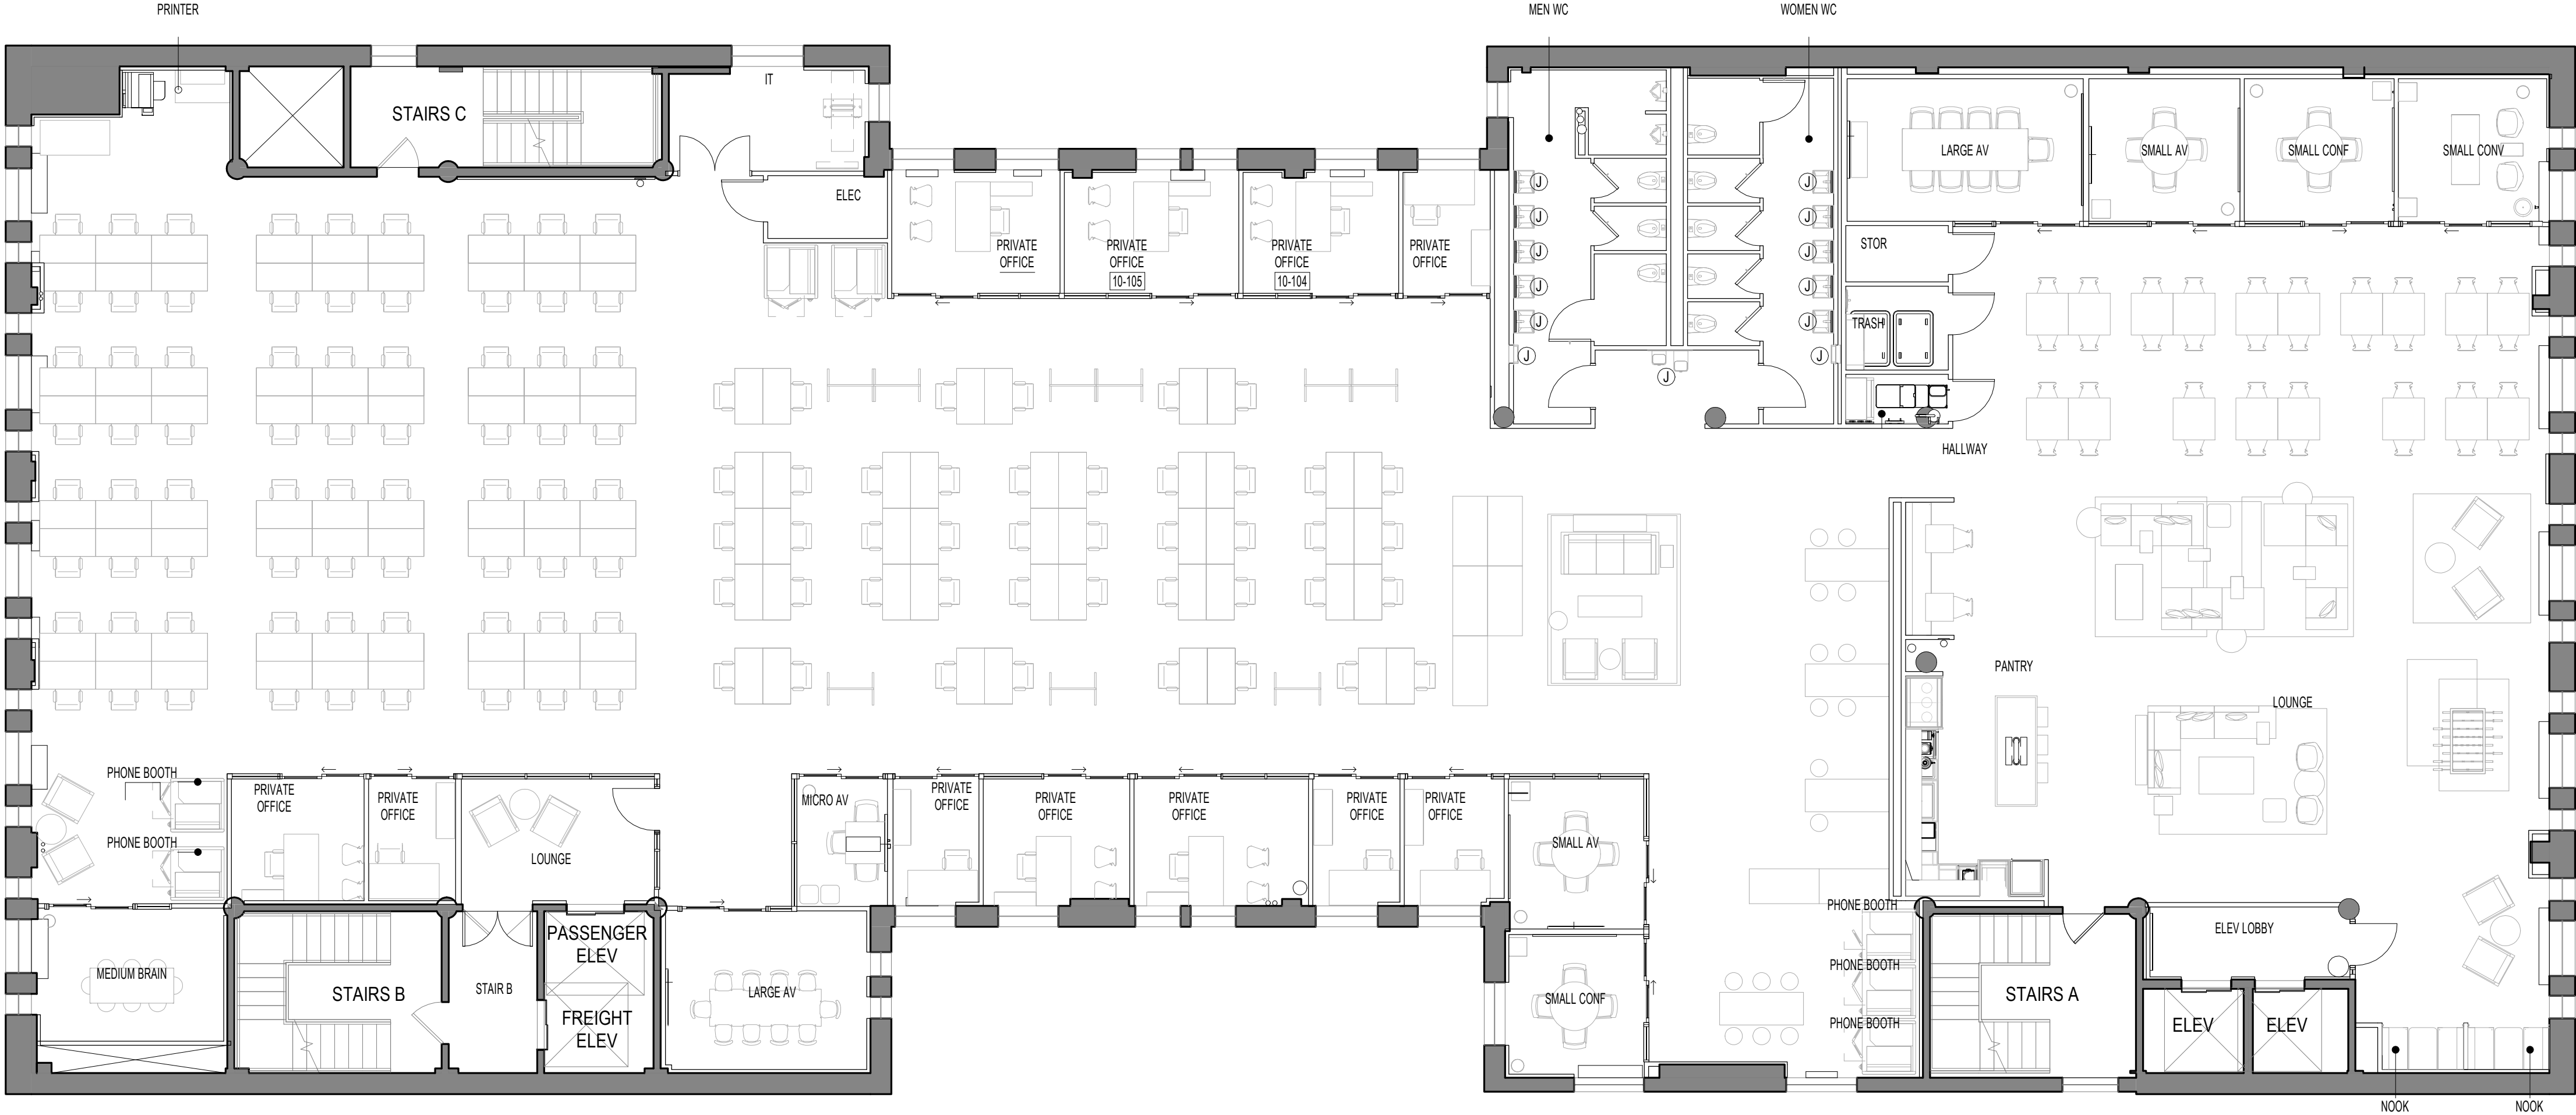 PRINTER
MEN WC
WOMEN WC
IT
STAIRS C
LARGE AV
SMALL AV
SMALL CONF
SMALL CONV
ELEC
J
J
J
J
J
J
J
J
J
J
J
J
J
PRIVATE
OFFICE
PRIVATE
OFFICE
10-105
PRIVATE
OFFICE
10-104
PRIVATE
OFFICE
STOR
TRASH
HALLWAY
PANTRY
LOUNGE
PHONE BOOTH
PHONE BOOTH
PRIVATE
OFFICE
PRIVATE
OFFICE
LOUNGE
MICRO AV
PRIVATE
OFFICE
PRIVATE
OFFICE
PRIVATE
OFFICE
PRIVATE
OFFICE
PRIVATE
OFFICE
SMALL AV
PHONE BOOTH
PHONE BOOTH
PHONE BOOTH
ELEV LOBBY
PASSENGER
ELEV
MEDIUM BRAIN
STAIRS B
STAIR B
LARGE AV
SMALL CONF
STAIRS A
FREIGHT
ELEV
ELEV
ELEV
NOOK
NOOK